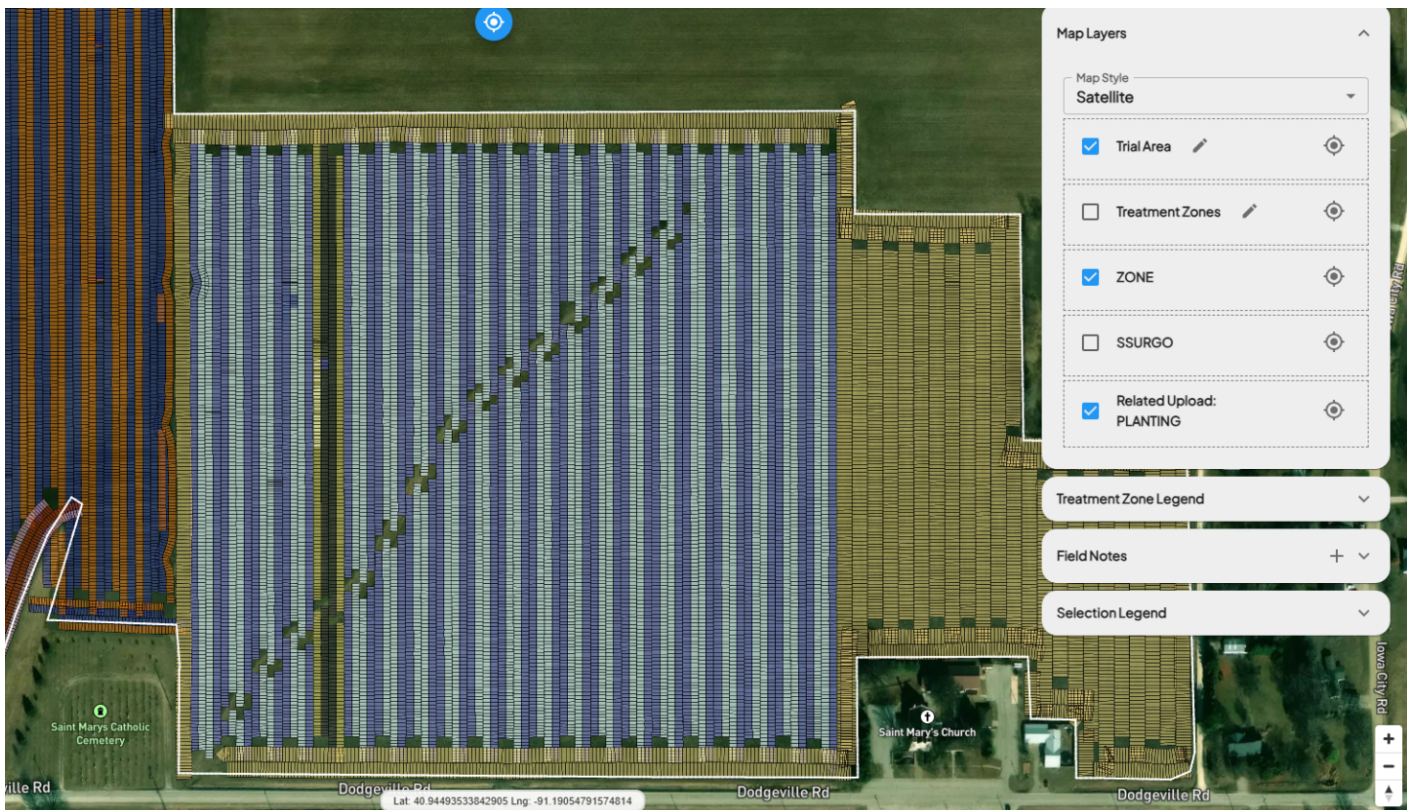 Map Layers
Map Style
Satellite
Trial Area
Treatment Zones
ZONE
SSURGO
Related Upload:
PLANTING
Treatment Zone Legend
Field Notes
Selection Legend
Iowa City Rd
Saint Marys Catholic
Cemetery
Saint Mary's Church
ville Rd
Dodgeville Rd
Dodgeville Rd
Dodgeville Rd
Lat: 40.94493533842905 Lng: -91.19054791574814